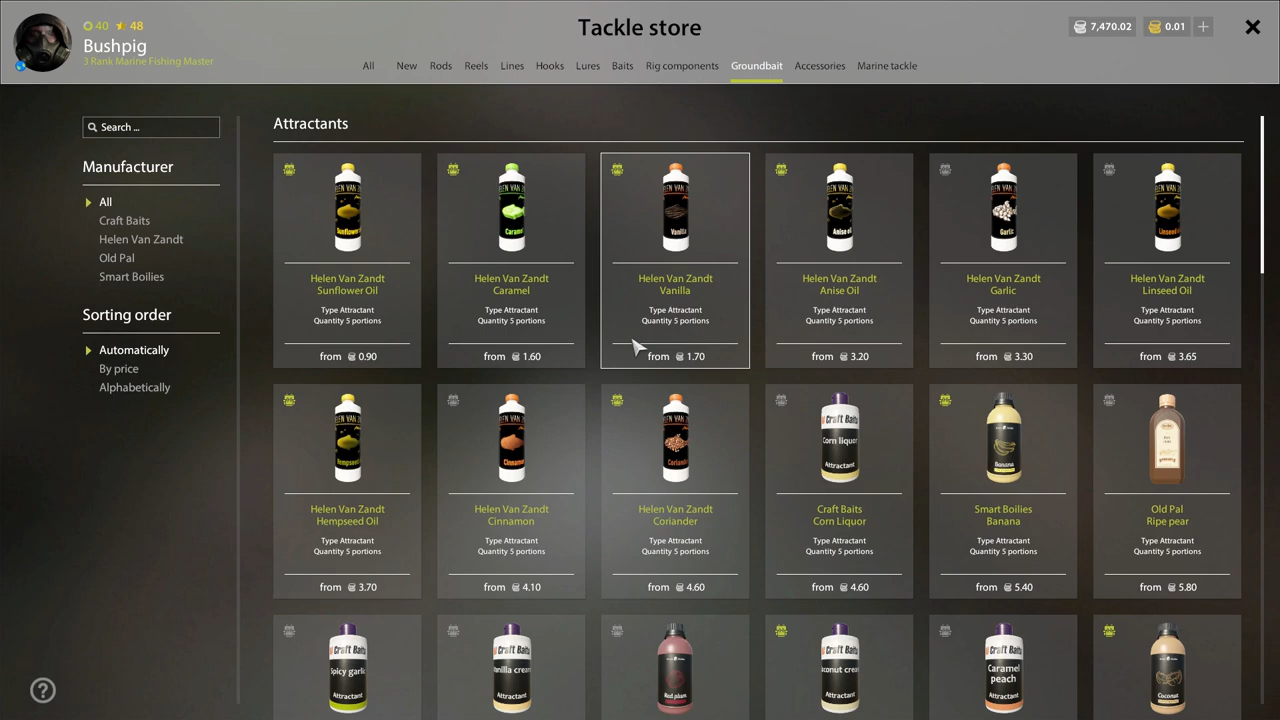 40 48
Bushpig
3 Rank Marine Fishing Master
Tackle store
7,470.02 0.01 +
All New Rods Reels Lines Hooks Lures Baits Rig components Groundbait Accessories Marine tackle
Search ...
Manufacturer
All
Craft Baits
Helen Van Zandt
Old Pal
Smart Boilies
Sorting order
Automatically
By price
Alphabetically
?
Attractants
Helen Van Zandt
Sunflower Oil
Type Attractant
Quantity 5 portions
from 0.90
Caramel
Helen Van Zandt
Caramel
Type Attractant
Quantity 5 portions
from 1.60
Vanilla
Helen Van Zandt
Vanilla
Type Attractant
Quantity 5 portions
from 1.70
Anise oil
Helen Van Zandt
Anise Oil
Type Attractant
Quantity 5 portions
from 3.20
Garlic
Helen Van Zandt
Garlic
Type Attractant
Quantity 5 portions
from 3.30
Helen Van Zandt
Linseed Oil
Type Attractant
Quantity 5 portions
from 3.65
Helen Van Zandt
Hempseed Oil
Type Attractant
Quantity 5 portions
from 3.70
Helen Van Zandt
Cinnamon
Type Attractant
Quantity 5 portions
from 4.10
Helen Van Zandt
Coriander
Type Attractant
Quantity 5 portions
from 4.60
Craft Baits
Corn liquor
Attractant
Craft Baits
Corn Liquor
Type Attractant
Quantity 5 portions
from 4.60
Banana
Smart Boilies
Banana
Type Attractant
Quantity 5 portions
from 5.40
Old Pal
Ripe pear
Type Attractant
Quantity 5 portions
from 5.80
Craft Baits
Spicy garlic
Attractant
Craft Baits
Attractant
Red plum
Craft Baits
Attractant
Craft Baits
Caramel
peach
Attractant
Coconut